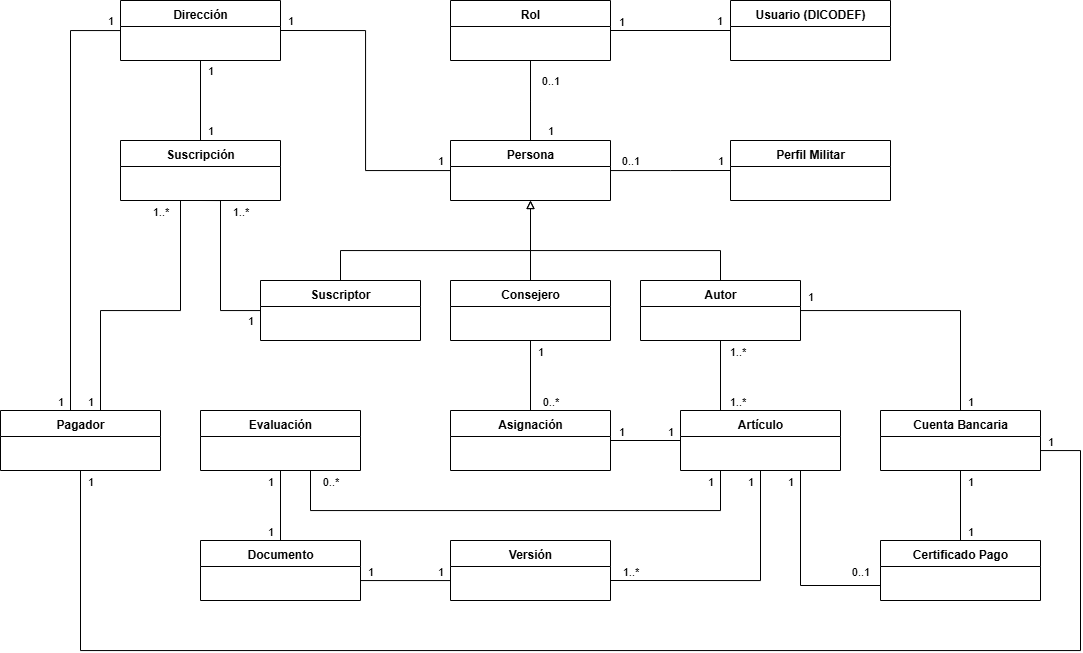 Dirección
Rol
Usuario (DICODEF)
1
1
1
1
1
0..1
1
1
1
Suscripción
Persona
Perfil Militar
1
0..1
1
1..*
1..*
Suscriptor
Consejero
Autor
1
1
1
1..*
1
1
0..*
1..*
1
Pagador
Evaluación
Asignación
Artículo
Cuenta Bancaria
1
1
1
1
1
0..*
1
1
1
1
1
1
Documento
Versión
Certificado Pago
1
1
1..*
0..1